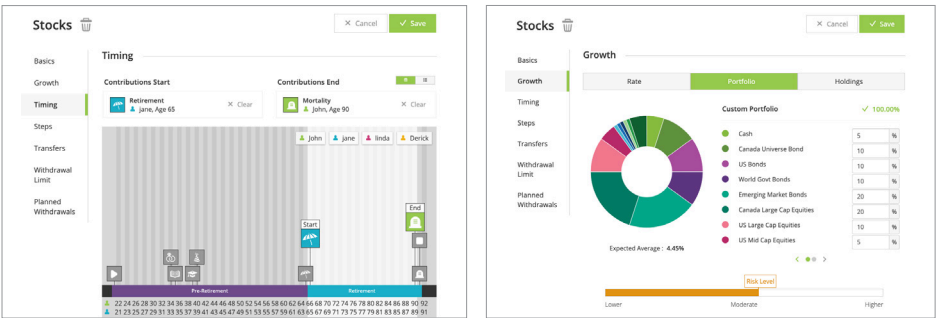 Stocks
× Cancel
✓ Save
Basics
Growth
Timing
Steps
Transfers
Withdrawal
Limit
Planned
Withdrawals
Timing
Contributions Start
Contributions End
Retirement
jane, Age 65
× Clear
Mortality
John, Age 90
× Clear
John
jane
linda
Derick
End
Start
Pre-Retirement
Retirement
22 24 26 28 30 32 34 36 38 40 42 44 46 48 50 52 54 56 58 60 62 64 66 68 70 72 74 76 78 80 82 84 86 88 90 92
21 23 25 27 29 31 33 35 37 39 41 43 45 47 49 51 53 55 57 59 61 63 65 67 69 71 73 75 77 79 81 83 85 87 89 91
Stocks
× Cancel
✓ Save
Basics
Growth
Timing
Steps
Transfers
Withdrawal
Limit
Planned
Withdrawals
Growth
Rate
Portfolio
Holdings
Custom Portfolio
✓ 100.00%
Cash 5 %
Canada Universe Bond 10 %
US Bonds 10 %
World Govt Bonds 10 %
Emerging Market Bonds 20 %
Canada Large Cap Equities 20 %
US Large Cap Equities 10 %
US Mid Cap Equities 5 %
Expected Average : 4.45%
< >
Risk Level
Lower
Moderate
Higher